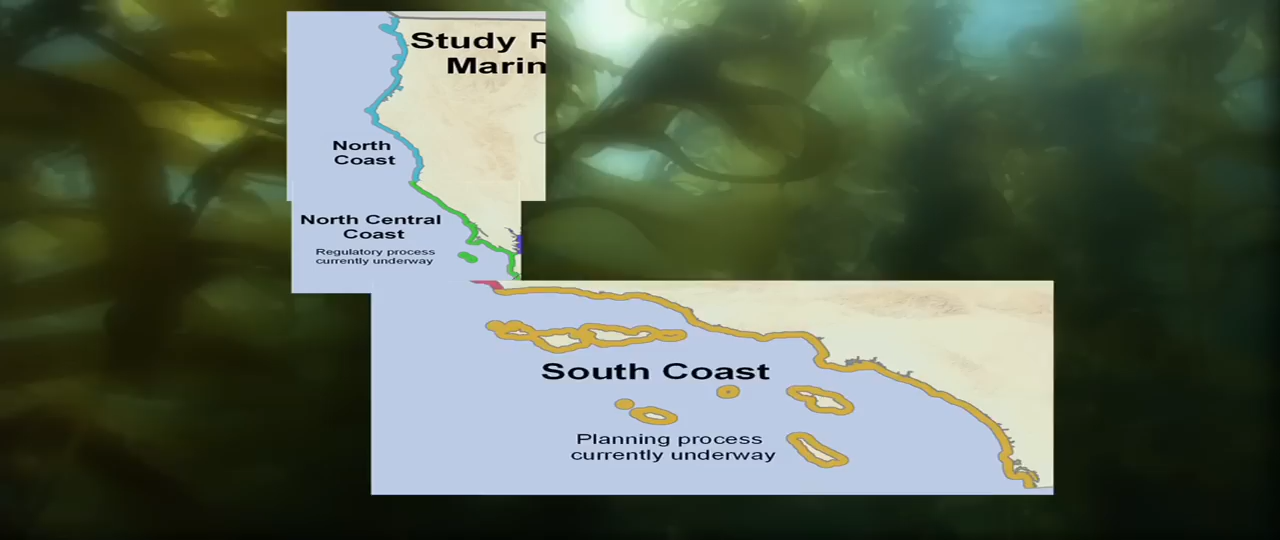 Study R
Marin
North
Coast
North Central
Coast
Regulatory process
currently underway
South Coast
Planning process
currently underway